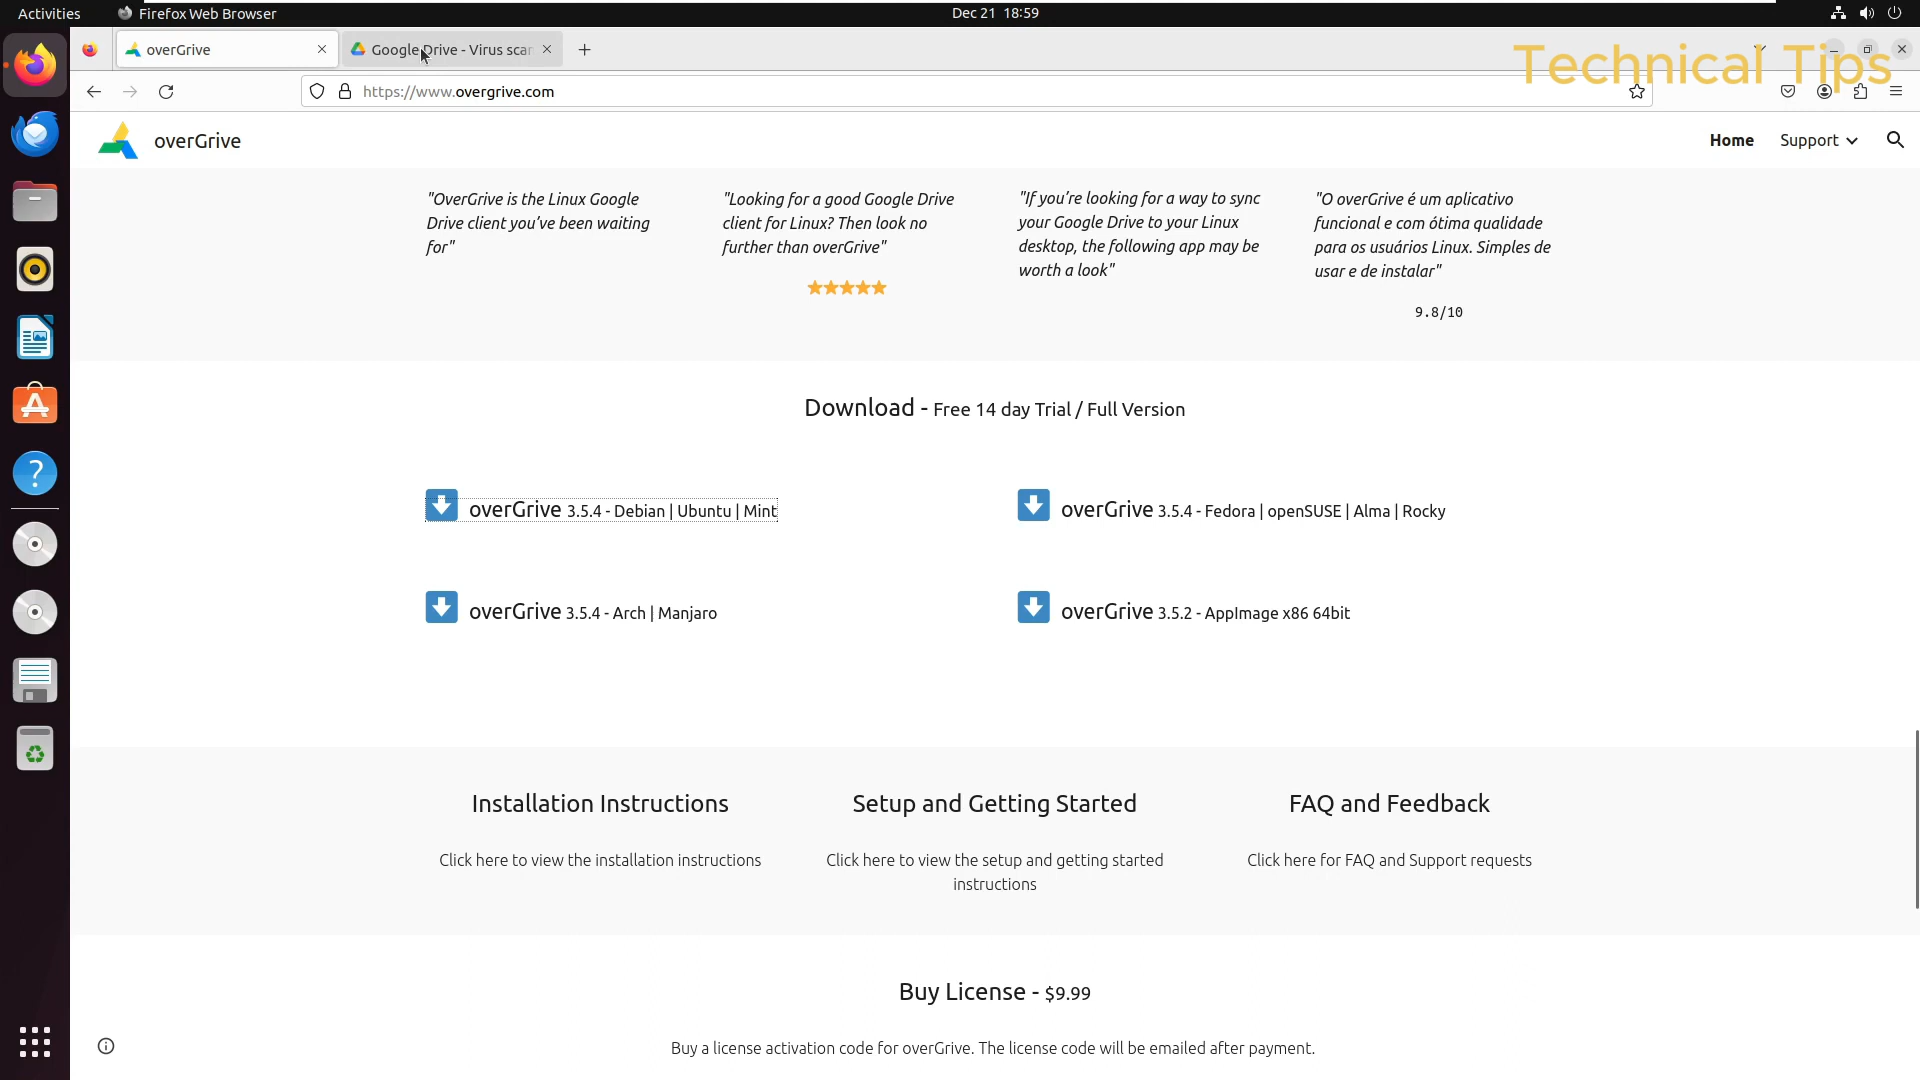 Activities
Firefox Web Browser
Dec 21 18:59
overGrive
Google Drive - Virus scan
Technical Tips
https://www.overgrive.com
overGrive
Home
Support
"OverGrive is the Linux Google
Drive client you've been waiting
for"
"Looking for a good Google Drive
client for Linux? Then look no
further than overGrive"
"If you're looking for a way to sync
your Google Drive to your Linux
desktop, the following app may be
worth a look"
"O overGrive é um aplicativo
funcional e com ótima qualidade
para os usuários Linux. Simples de
usar e de instalar"
9.8/10
Download - Free 14 day Trial / Full Version
overGrive 3.5.4 - Debian | Ubuntu | Mint
overGrive 3.5.4 - Fedora | openSUSE | Alma | Rocky
overGrive 3.5.4 - Arch | Manjaro
overGrive 3.5.2 - AppImage x86 64bit
Installation Instructions
Click here to view the installation instructions
Setup and Getting Started
Click here to view the setup and getting started
instructions
FAQ and Feedback
Click here for FAQ and Support requests
Buy License - $9.99
Buy a license activation code for overGrive. The license code will be emailed after payment.